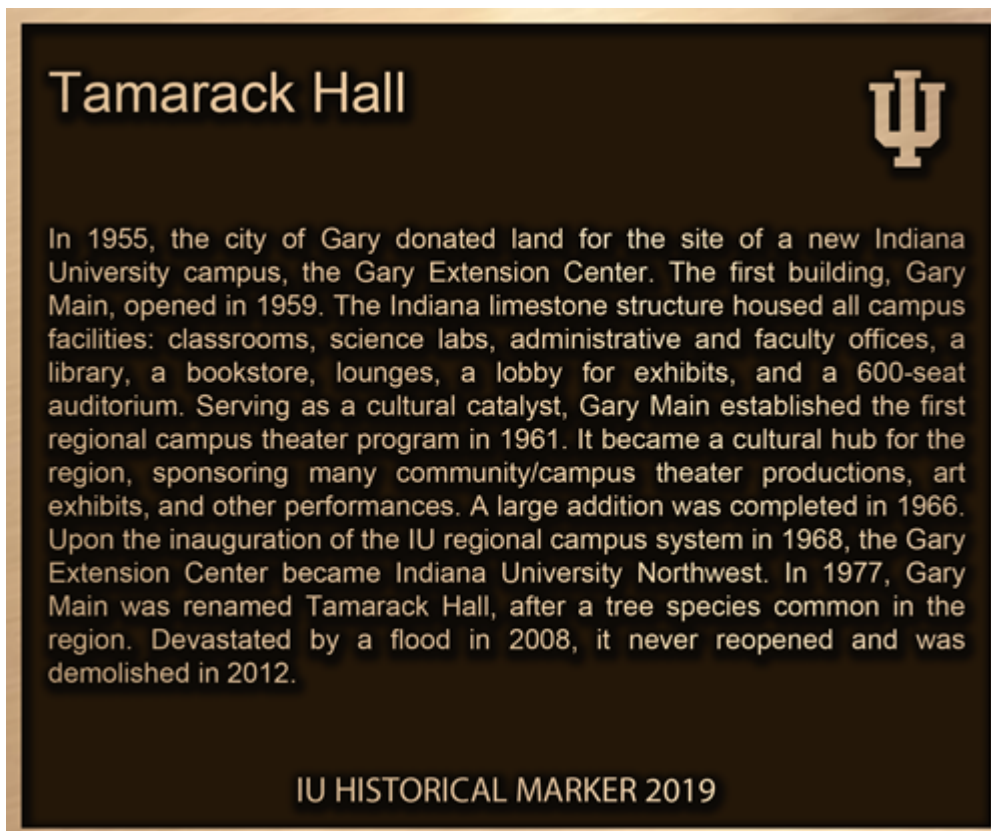 Tamarack Hall
In 1955, the city of Gary donated land for the site of a new Indiana
University campus, the Gary Extension Center. The first building, Gary
Main, opened in 1959. The Indiana limestone structure housed all campus
facilities: classrooms, science labs, administrative and faculty offices, a
library, a bookstore, lounges, a lobby for exhibits, and a 600-seat
auditorium. Serving as a cultural catalyst, Gary Main established the first
regional campus theater program in 1961. It became a cultural hub for the
region, sponsoring many community/campus theater productions, art
exhibits, and other performances. A large addition was completed in 1966.
Upon the inauguration of the IU regional campus system in 1968, the Gary
Extension Center became Indiana University Northwest. In 1977, Gary
Main was renamed Tamarack Hall, after a tree species common in the
region. Devastated by a flood in 2008, it never reopened and was
demolished in 2012.
IU HISTORICAL MARKER 2019